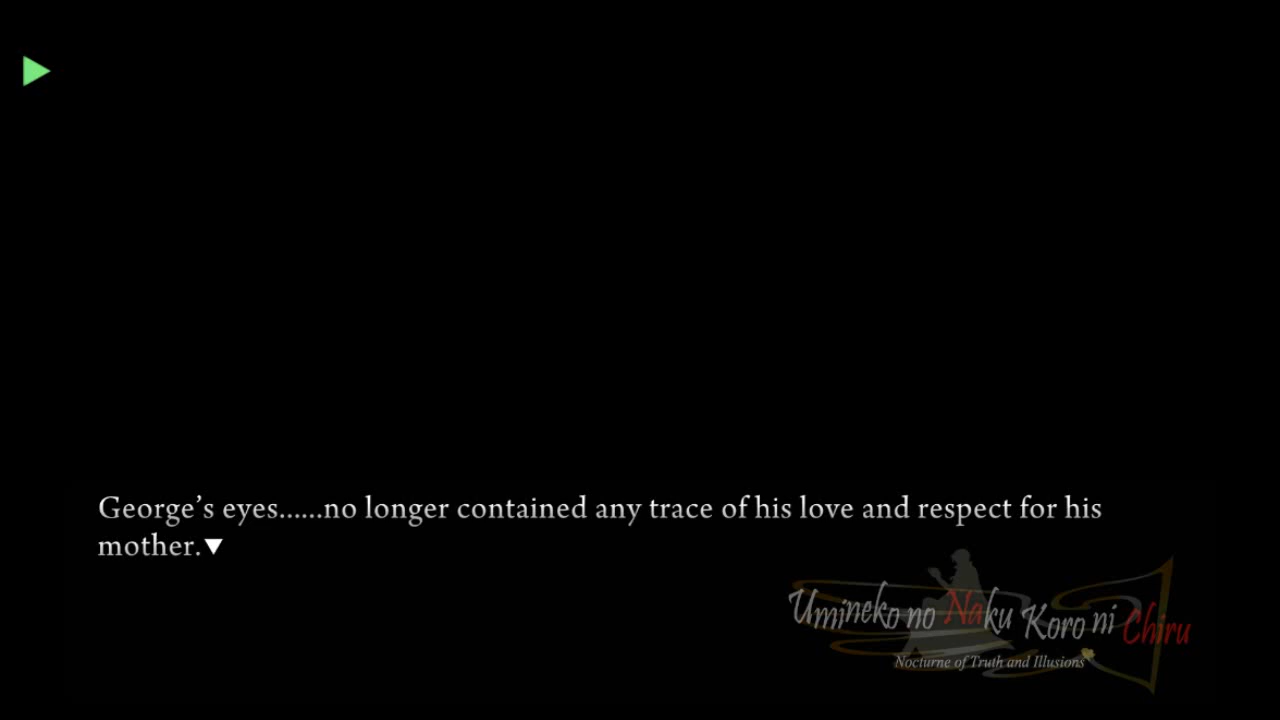 George's eyes......no longer contained any trace of his love and respect for his
mother.
Umineko no Naku Koro ni Chiru
Nocturne of Truth and Illusions